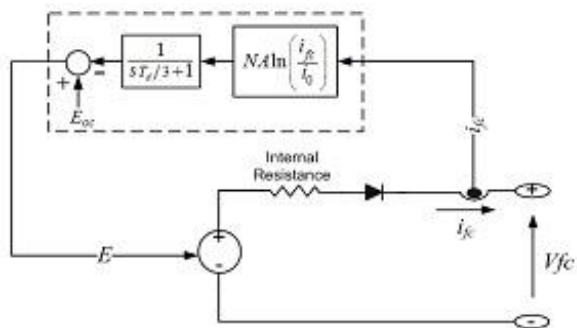 1
sT_d/3+1
NA ln(i_fc/i_0)
+
-
E_oc
i_fc
Internal
Resistance
+
i_fc
E
+
-
Vfc
-